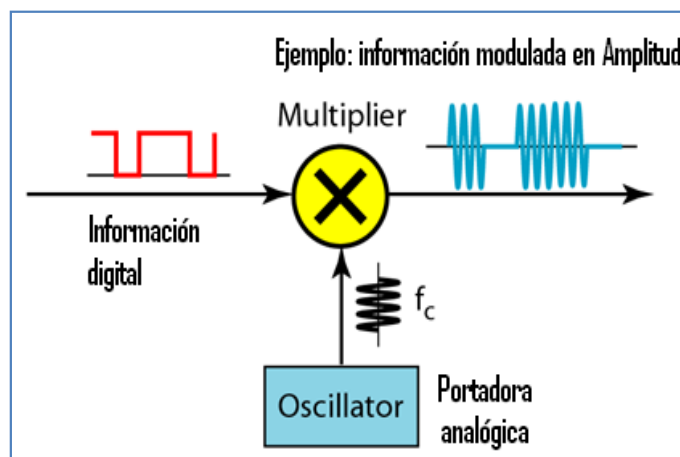 Ejemplo: información modulada en Amplitud
Multiplier
Información
digital
fc
Oscillator
Portadora
analógica